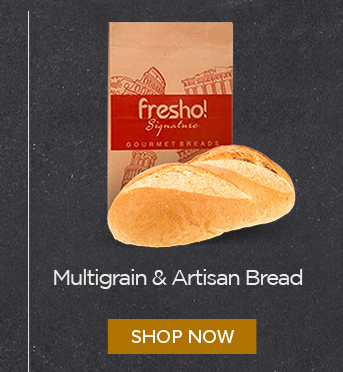 fresho!
Signature
GOURMET BREADS
Multigrain & Artisan Bread
SHOP NOW